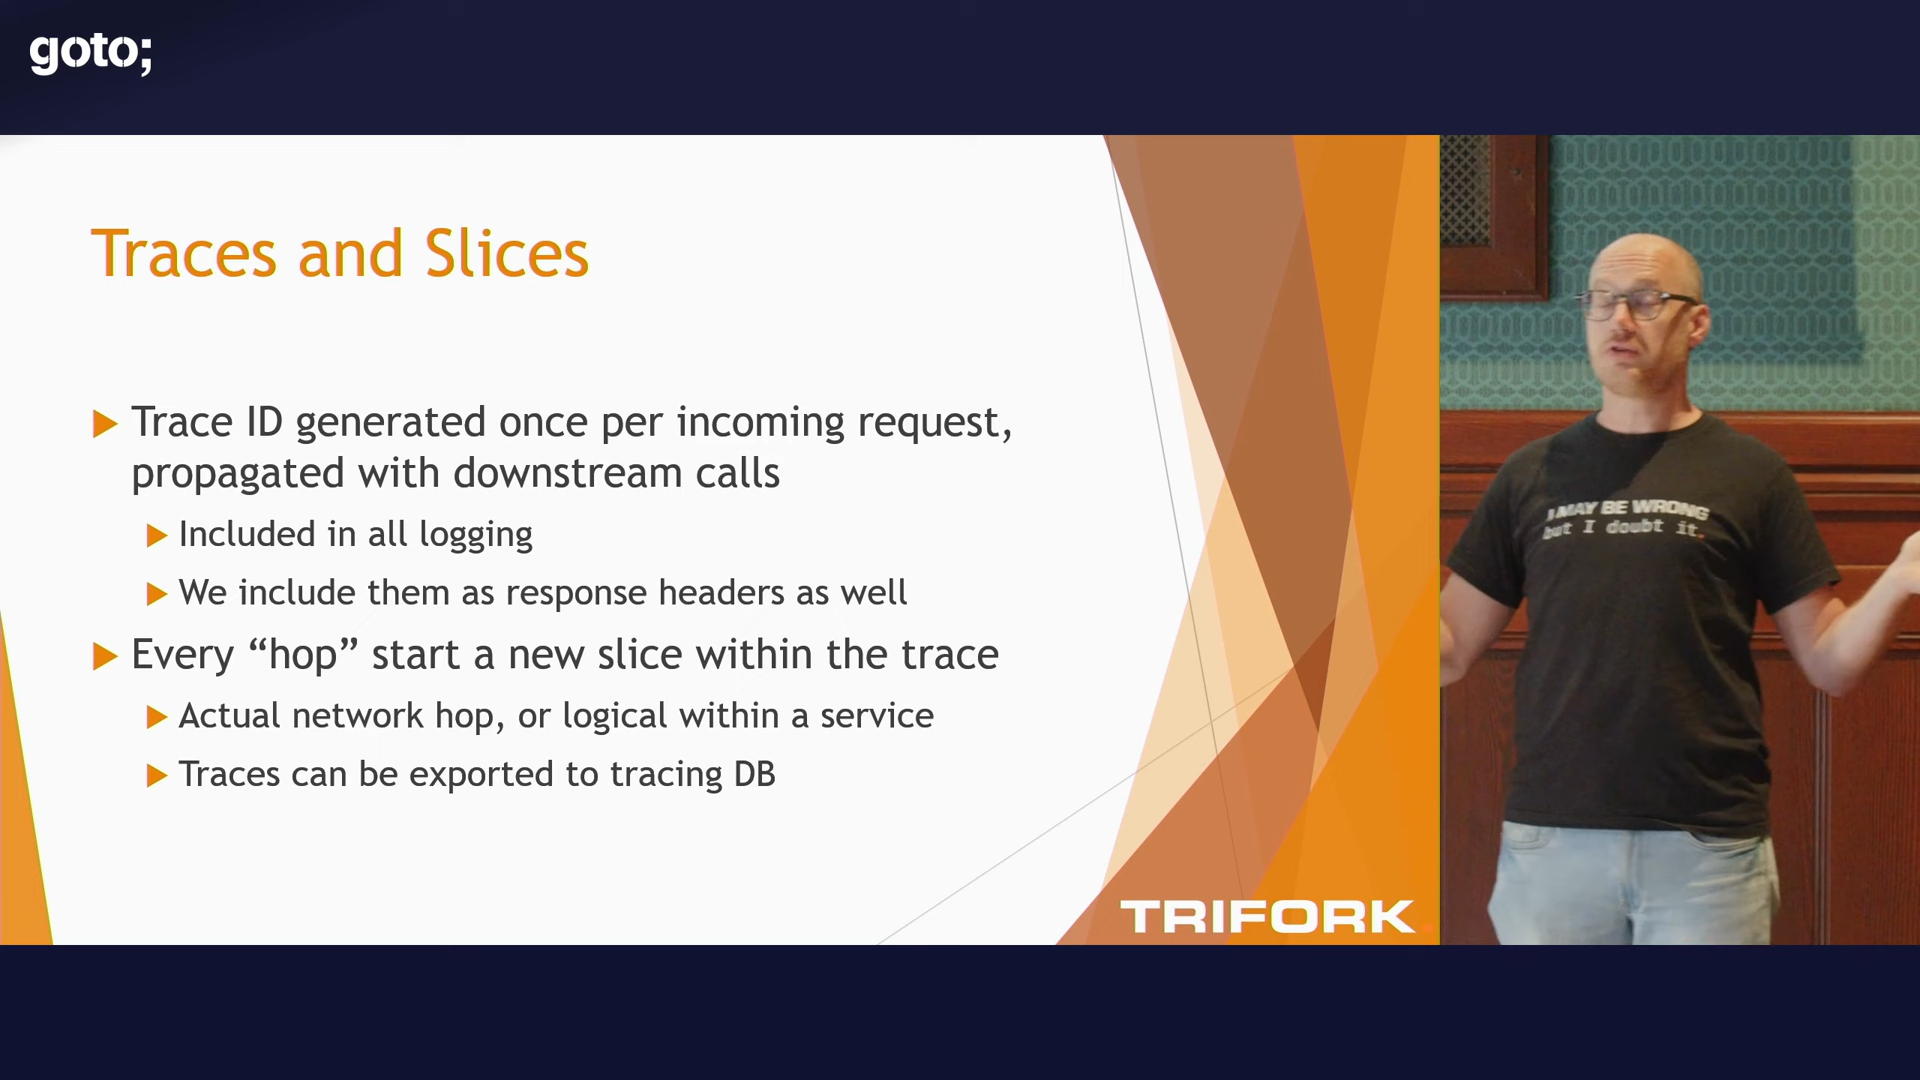 goto;
Traces and Slices
Trace ID generated once per incoming request,
propagated with downstream calls
Included in all logging
We include them as response headers as well
Every “hop” start a new slice within the trace
Actual network hop, or logical within a service
Traces can be exported to tracing DB
TRIFORK.
I MAY BE WRONG
but I doubt it.